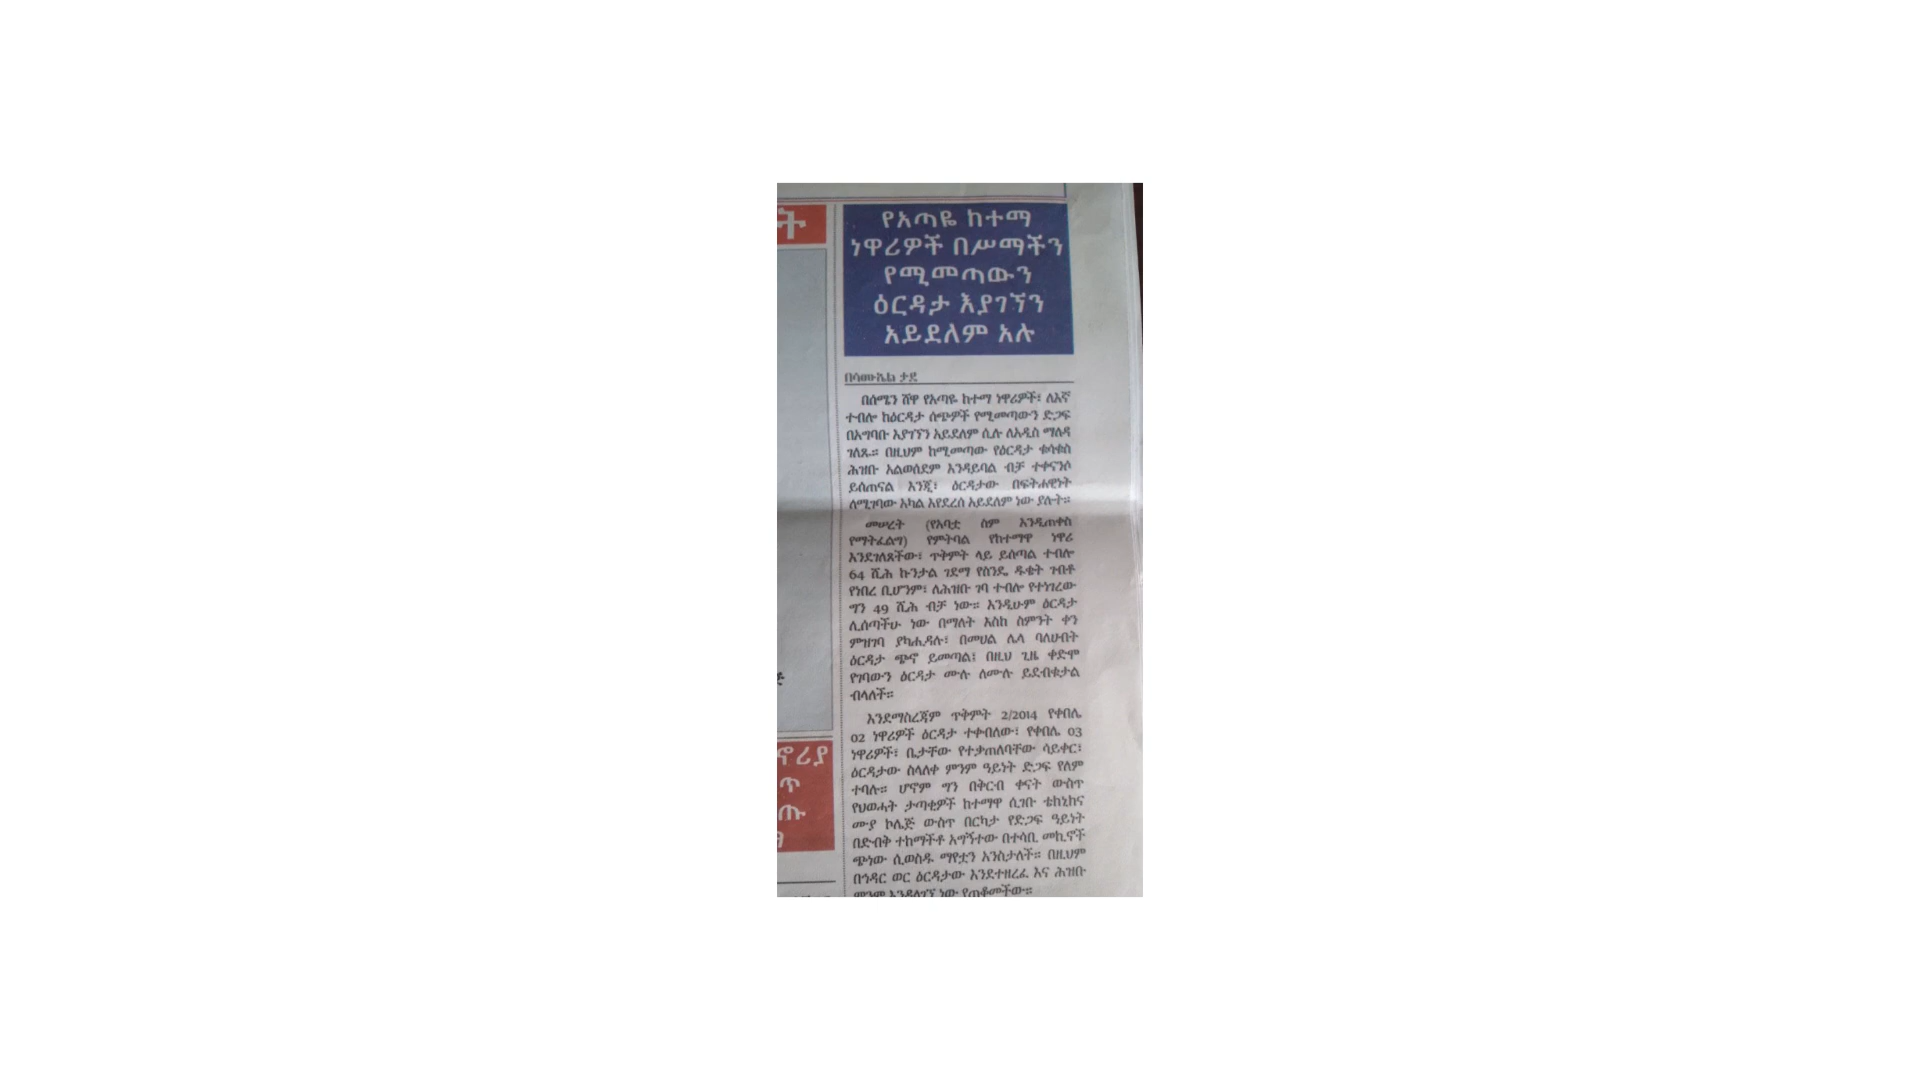 ት
የአጣዬ ከተማ
ነዋሪዎች በሥማችን
የሚመጣውን
ዕርዳታ እያገኘን
አይደለም አሉ
በሳሙኤል ታደ
በሰሜን ሸዋ የአጣዬ ከተማ ነዋሪዎች፣ ለእኛ
ተብሎ ከዕርዳታ ሰጭዎች የሚመጣውን ድጋፍ
በአግባቡ እያገኘን አይደለም ሲሉ ለአዲስ ማለዳ
ገለጹ። በዚህም ከሚመጣው የዕርዳታ ቁሳቁስ
ሕዝቡ አልወሰደም እንዳይባል ብቻ ተቀናንሶ
ይሰጠናል እንጂ፣ ዕርዳታው በፍትሐዊነት
ለሚገባው አካል እየደረሰ አይደለም ነው ያሉት።
መሠረት (የአባቷ ስም እንዲጠቀስ
የማትፈልግ) የምትባል የከተማዋ ነዋሪ
እንደገለጸችው፣ ጥቅምት ላይ ይሰጣል ተብሎ
64 ሺሕ ኩንታል ገደማ የስንዴ ዱቄት ገብቶ
የነበረ ቢሆንም፣ ለሕዝቡ ገባ ተብሎ የተነገረው
ግን 49 ሺሕ ብቻ ነው። እንዲሁም ዕርዳታ
ሊሰጣችሁ ነው በማለት እስከ ስምንት ቀን
ምዝገባ ያካሒዳሉ፣ በመሀል ሌላ ባለሀብት
ዕርዳታ ጭኖ ይመጣል፤ በዚህ ጊዜ ቀድሞ
የገባውን ዕርዳታ ሙሉ ለሙሉ ይደብቁታል
ብላለች።
እንደማስረጃም ጥቅምት 2/2014 የቀበሌ
02 ነዋሪዎች ዕርዳታ ተቀብለው፣ የቀበሌ 03
ነዋሪዎች፣ ቤታቸው የተቃጠለባቸው ሳይቀር፣
ዕርዳታው ስላለቀ ምንም ዓይነት ድጋፍ የለም
ተባሉ። ሆኖም ግን በቅርብ ቀናት ውስጥ
የህወሓት ታጣቂዎች ከተማዋ ሲገቡ ቴክኒክና
ሙያ ኮሌጅ ውስጥ በርካታ የድጋፍ ዓይነት
በድብቅ ተከማችቶ አግኝተው በተሳቢ መኪኖች
ጭነው ሲወስዱ ማየቷን አንስታለች። በዚህም
በኅዳር ወር ዕርዳታው እንደተዘረፈ እና ሕዝቡ
ምንም እንዳላገኘ ነው የጠቆመችው።
ኖሪያ
ጥ
ጡ